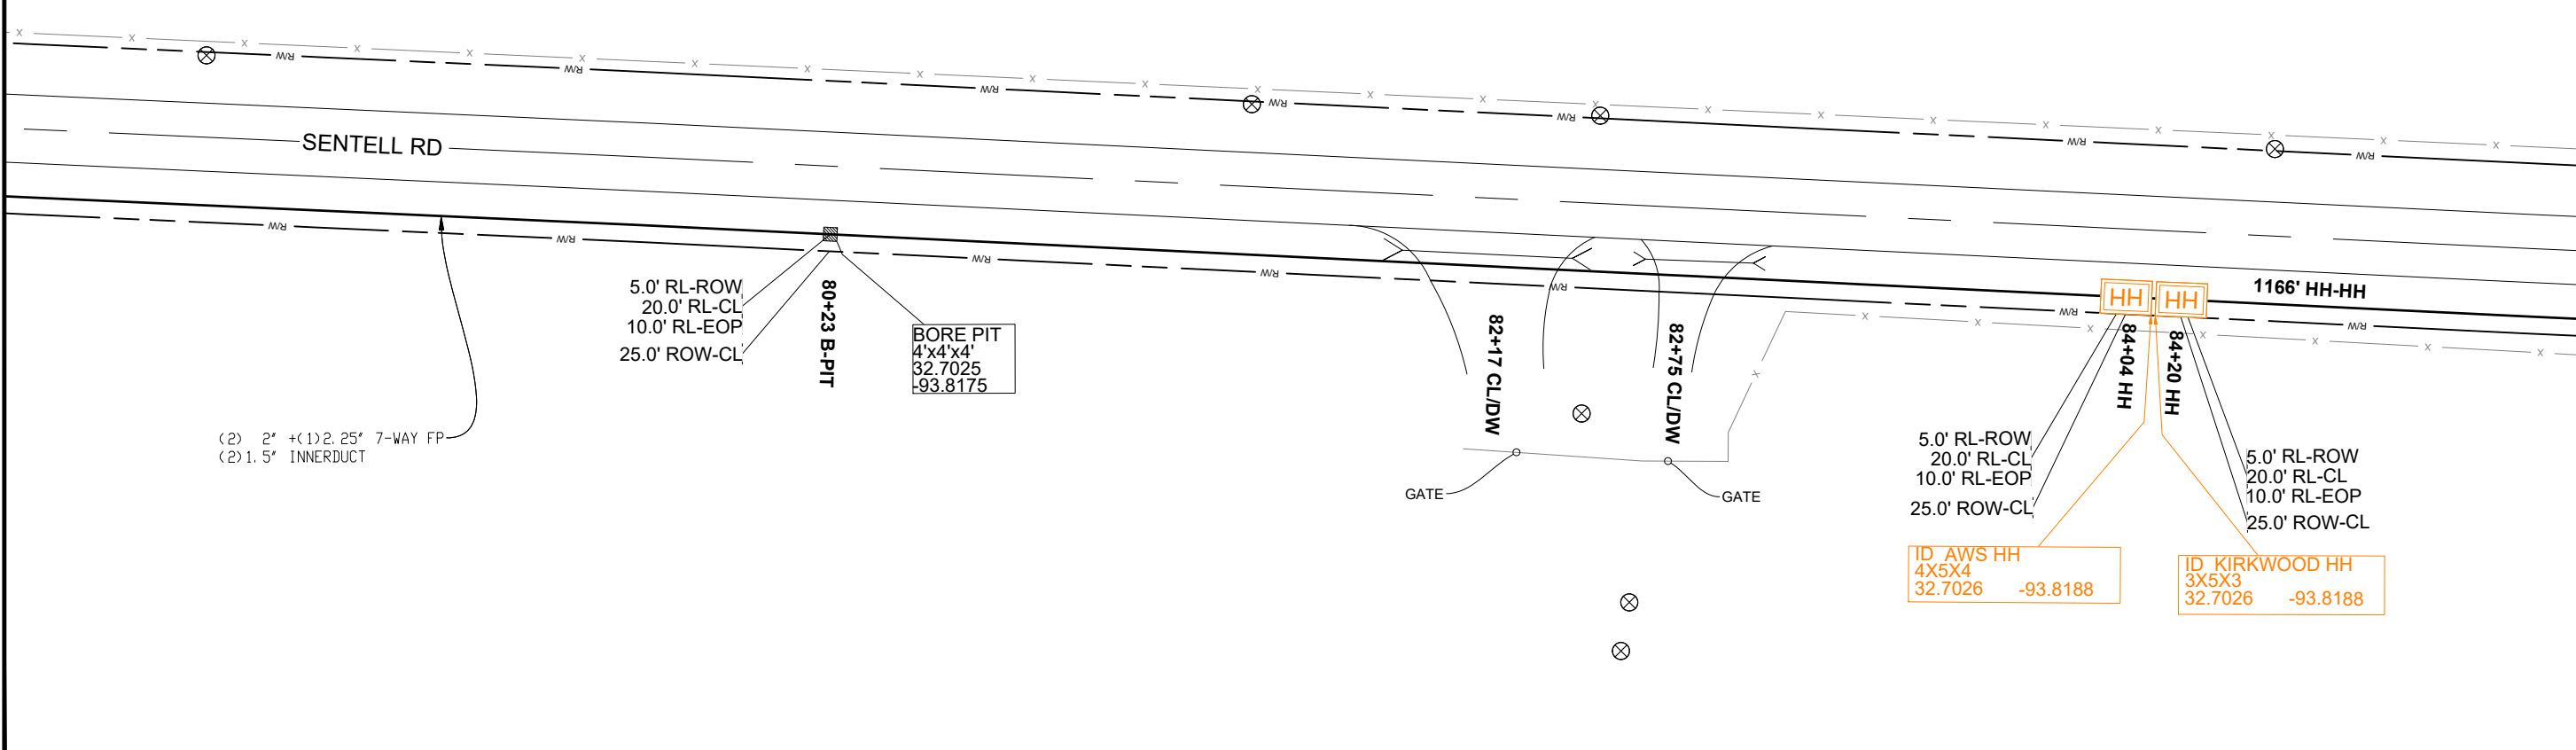 X X X X X X X X X X X X X X X X X X X X X X X
R/W R/W R/W R/W R/W R/W R/W
SENTELL RD
R/W R/W R/W R/W R/W R/W R/W
(2) 2" +(1)2.25" 7-WAY FP
(2)1.5" INNERDUCT
5.0' RL-ROW
20.0' RL-CL
10.0' RL-EOP
25.0' ROW-CL
80+23 B-PIT
BORE PIT
4'x4'x4'
32.7025
-93.8175
82+17 CL/DW
82+75 CL/DW
GATE
GATE
X X X X X X X X
HH
HH
1166' HH-HH
84+04 HH
84+20 HH
5.0' RL-ROW
20.0' RL-CL
10.0' RL-EOP
25.0' ROW-CL
5.0' RL-ROW
20.0' RL-CL
10.0' RL-EOP
25.0' ROW-CL
ID AWS HH
4X5X4
32.7026 -93.8188
ID KIRKWOOD HH
3X5X3
32.7026 -93.8188